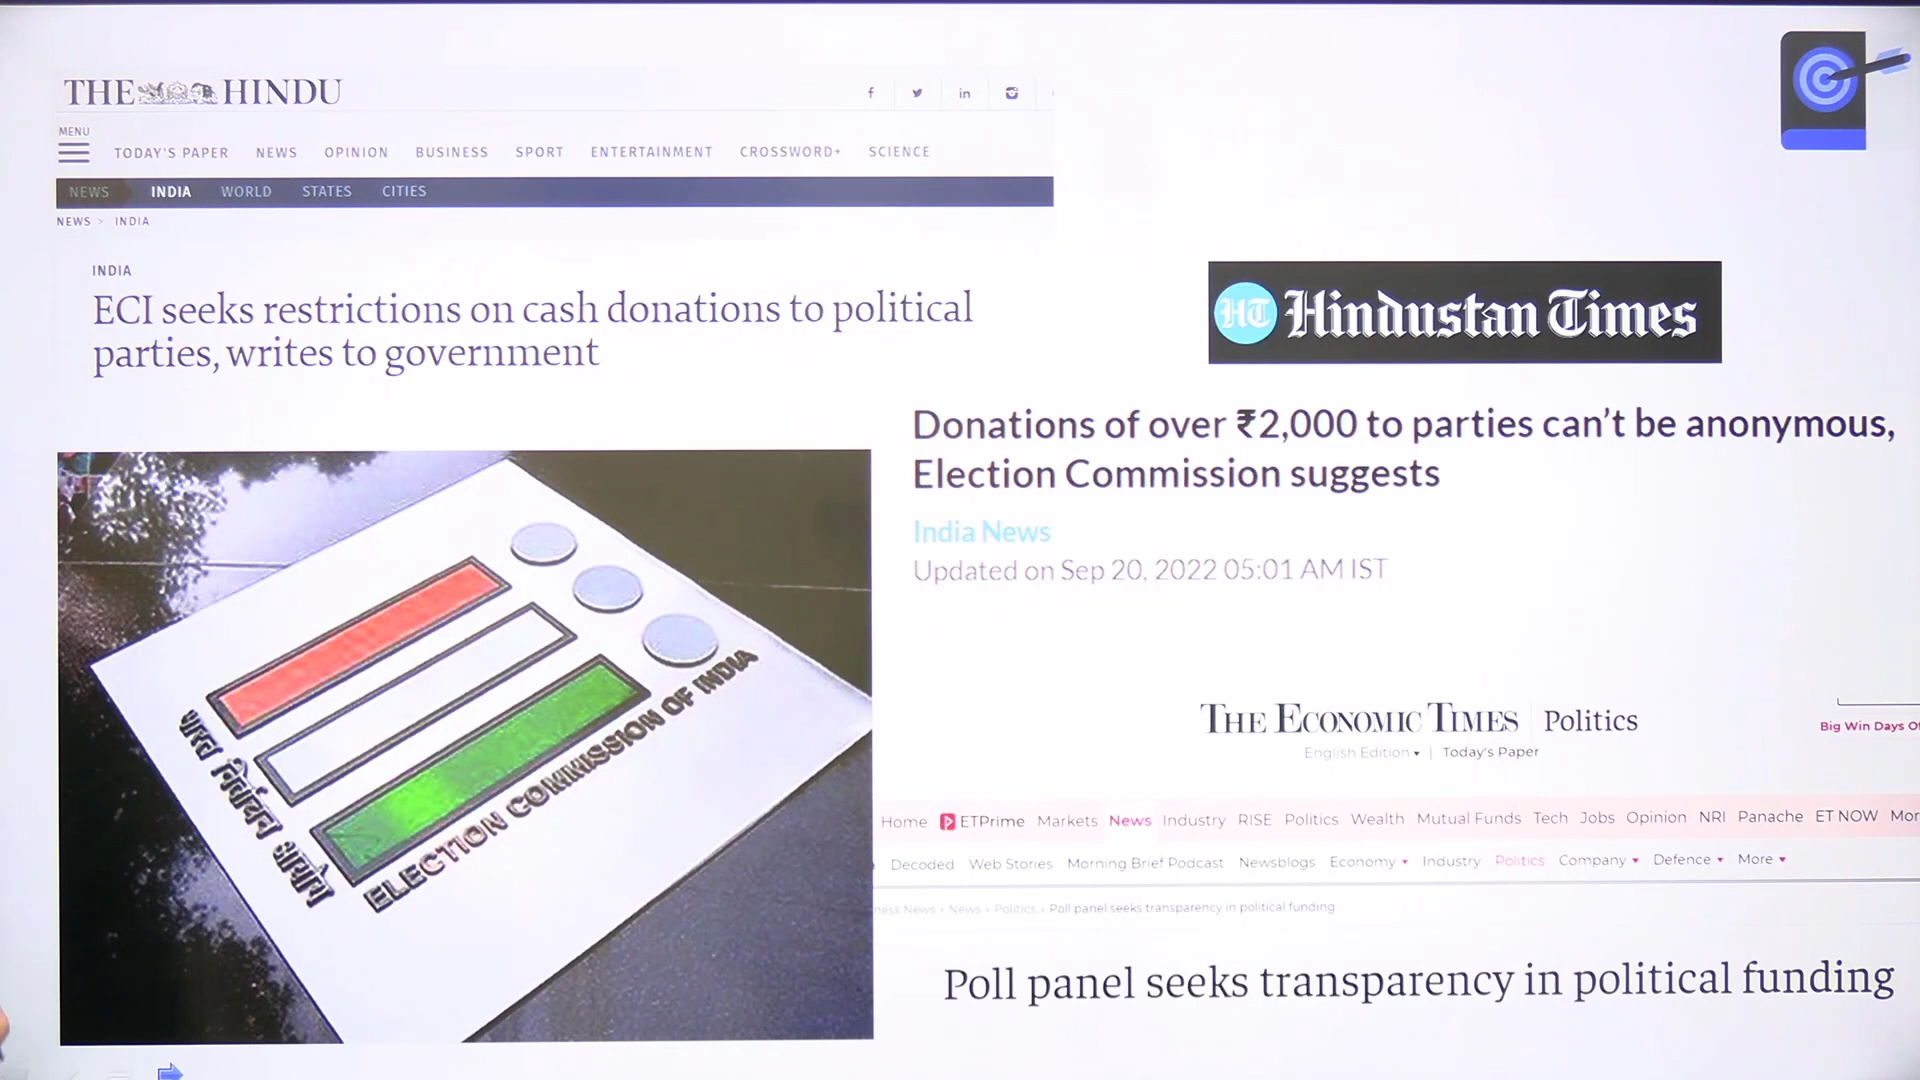 THE HINDU
f in
MENU
TODAY'S PAPER NEWS OPINION BUSINESS SPORT ENTERTAINMENT CROSSWORD+ SCIENCE
NEWS INDIA WORLD STATES CITIES
NEWS > INDIA
INDIA
ECI seeks restrictions on cash donations to political
parties, writes to government
भारत निर्वाचन आयोग
ELECTION COMMISSION OF INDIA
HT Hindustan Times
Donations of over ₹2,000 to parties can't be anonymous,
Election Commission suggests
India News
Updated on Sep 20, 2022 05:01 AM IST
THE ECONOMIC TIMES Politics
English Edition | Today's Paper
Big Win Days
Home ETPrime Markets News Industry RISE Politics Wealth Mutual Funds Tech Jobs Opinion NRI Panache ET NOW
Decoded Web Stories Morning Brief Podcast Newsblogs Economy Industry Politics Company Defence More
News › News › Politics › Poll panel seeks transparency in political funding
Poll panel seeks transparency in political funding